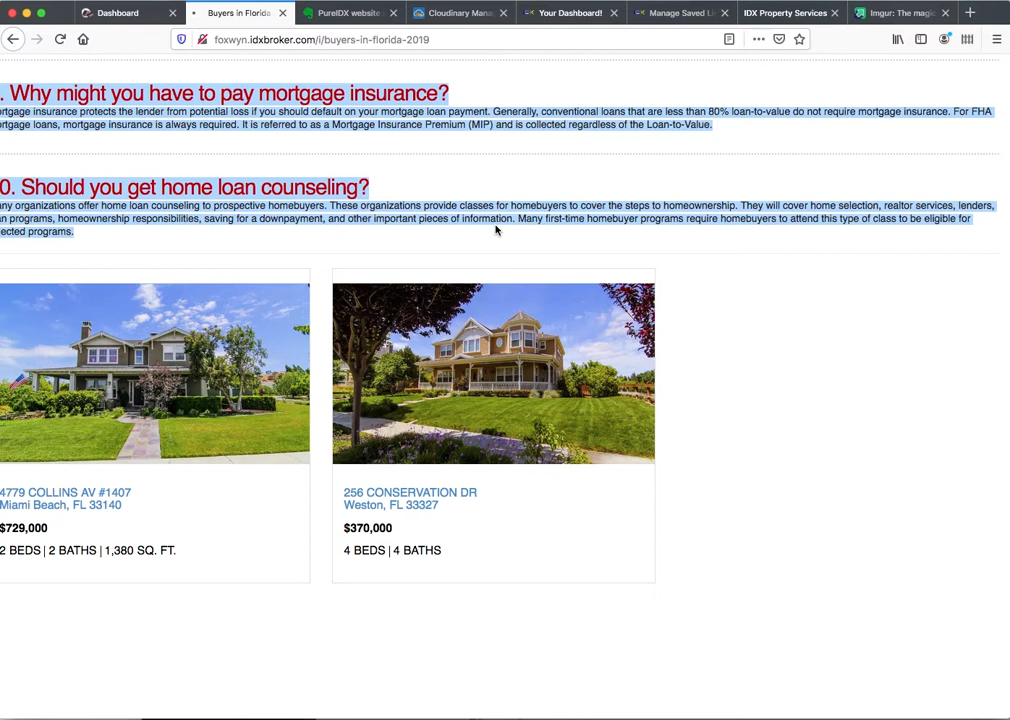 Dashboard
Buyers in Florida
PureIDX website
Cloudinary Mana
Your Dashboard!
Manage Saved Li
IDX Property Services
Imgur: The magic
foxwyn.idxbroker.com/i/buyers-in-florida-2019
. Why might you have to pay mortgage insurance?
ortgage insurance protects the lender from potential loss if you should default on your mortgage loan payment. Generally, conventional loans that are less than 80% loan-to-value do not require mortgage insurance. For FHA
ortgage loans, mortgage insurance is always required. It is referred to as a Mortgage Insurance Premium (MIP) and is collected regardless of the Loan-to-Value.
0. Should you get home loan counseling?
any organizations offer home loan counseling to prospective homebuyers. These organizations provide classes for homebuyers to cover the steps to homeownership. They will cover home selection, realtor services, lenders,
an programs, homeownership responsibilities, saving for a downpayment, and other important pieces of information. Many first-time homebuyer programs require homebuyers to attend this type of class to be eligible for
ected programs.
4779 COLLINS AV #1407
Miami Beach, FL 33140
$729,000
2 BEDS | 2 BATHS | 1,380 SQ. FT.
256 CONSERVATION DR
Weston, FL 33327
$370,000
4 BEDS | 4 BATHS